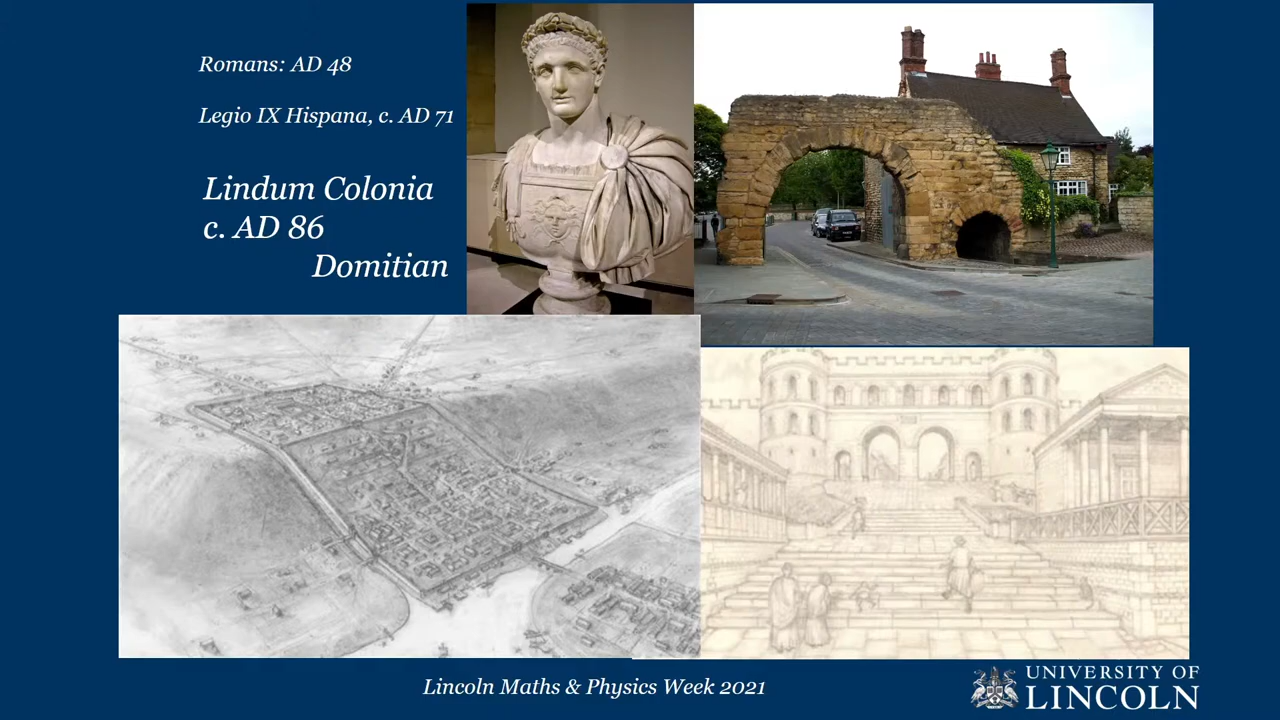 Romans: AD 48
Legio IX Hispana, c. AD 71
Lindum Colonia
c. AD 86
Domitian
Lincoln Maths & Physics Week 2021
UNIVERSITY OF
LINCOLN